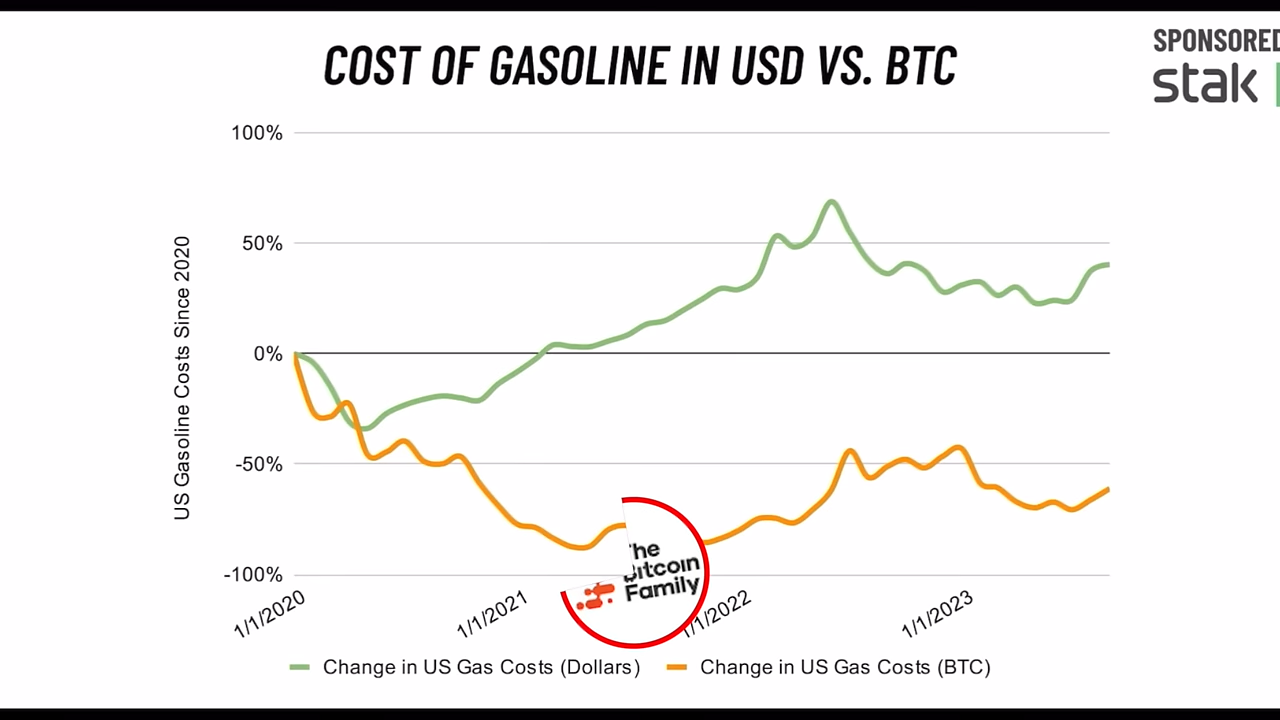 COST OF GASOLINE IN USD VS. BTC
SPONSORED
stak
100%
50%
0%
-50%
-100%
US Gasoline Costs Since 2020
1/1/2020
1/1/2021
1/1/2022
1/1/2023
The
Bitcoin
Family
Change in US Gas Costs (Dollars)
Change in US Gas Costs (BTC)